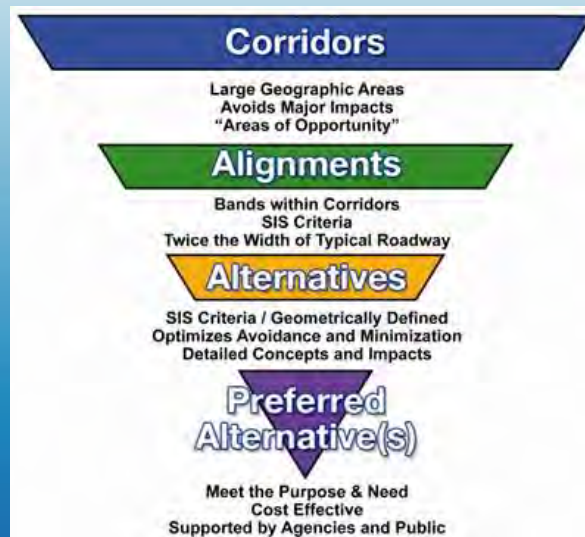 Corridors
Large Geographic Areas
Avoids Major Impacts
“Areas of Opportunity”
Alignments
Bands within Corridors
SIS Criteria
Twice the Width of Typical Roadway
Alternatives
SIS Criteria / Geometrically Defined
Optimizes Avoidance and Minimization
Detailed Concepts and Impacts
Preferred
Alternative(s)
Meet the Purpose & Need
Cost Effective
Supported by Agencies and Public